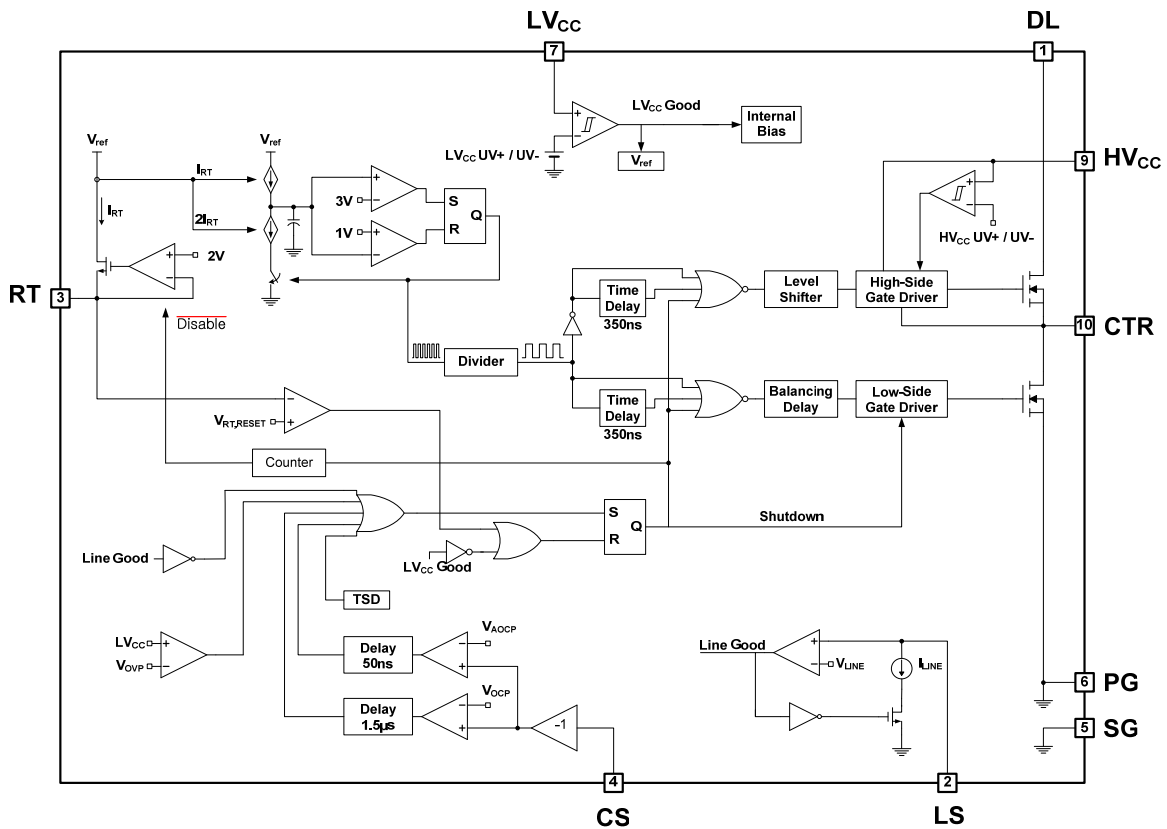 LVCC
DL
7
1
LVCC Good
Internal
Bias
Vref
Vref
LVCC UV+ / UV-
Vref
9
HVCC
IRT
3V
S
Q
R
IRT
2IRT
1V
HVCC UV+ / UV-
2V
RT
3
Time
Delay
350ns
Level
Shifter
High-Side
Gate Driver
Disable
10
CTR
Divider
Time
Delay
350ns
Balancing
Delay
Low-Side
Gate Driver
VRT,RESET
Counter
S
Q
R
Shutdown
Line Good
LVCC Good
TSD
LVCC
VOVP
Delay
50ns
VAOCP
Line Good
VLINE
ILINE
Delay
1.5µs
VOCP
-1
6
PG
5
SG
4
2
CS
LS